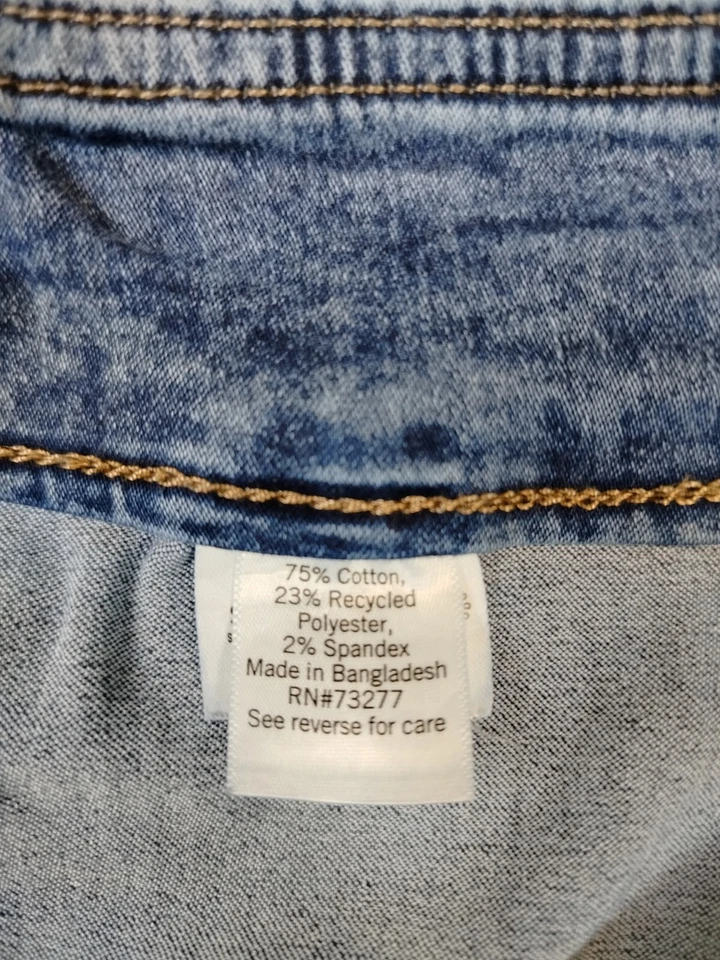 75% Cotton,
23% Recycled
Polyester,
2% Spandex
Made in Bangladesh
RN#73277
See reverse for care